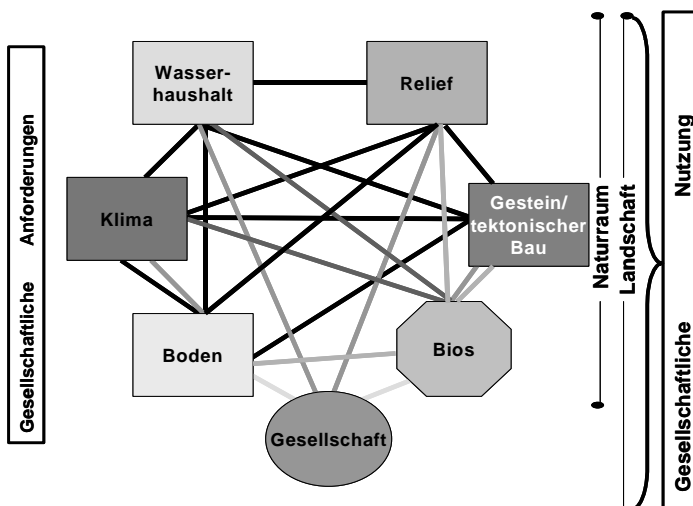 Gesellschaftliche Anforderungen
Wasser-
haushalt
Relief
Klima
Gestein/
tektonischer
Bau
Boden
Bios
Gesellschaft
Naturraum
Landschaft
Gesellschaftliche Nutzung